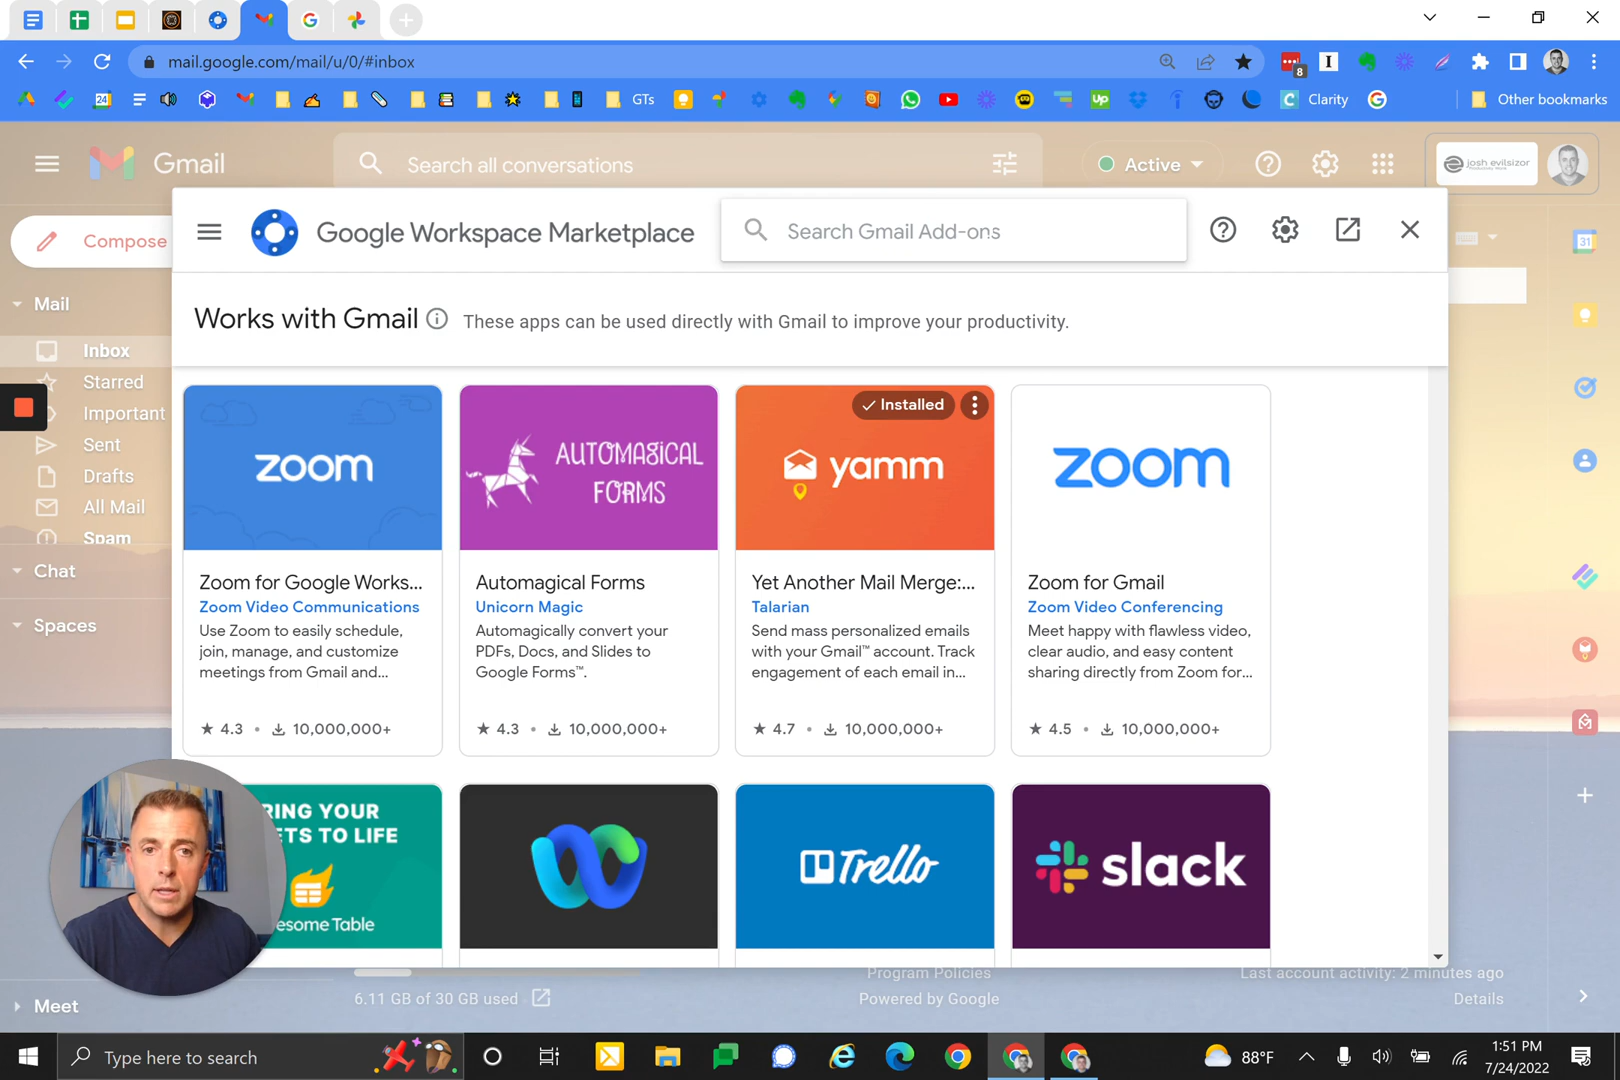 mail.google.com/mail/u/0/#inbox
8
24
GTs
up
Clarity
Other bookmarks
Gmail
Search all conversations
Active
josh evilsizor
Compose
Google Workspace Marketplace
Search Gmail Add-ons
31
Mail
Works with Gmail
These apps can be used directly with Gmail to improve your productivity.
Inbox
Starred
Important
Sent
Drafts
All Mail
Spam
Chat
Spaces
Meet
zoom
AUTOMAGICAL
FORMS
Installed
yamm
zoom
Zoom for Google Works...
Zoom Video Communications
Use Zoom to easily schedule,
join, manage, and customize
meetings from Gmail and...
4.3 • 10,000,000+
Automagical Forms
Unicorn Magic
Automagically convert your
PDFs, Docs, and Slides to
Google Forms™.
4.3 • 10,000,000+
Yet Another Mail Merge:...
Talarian
Send mass personalized emails
with your Gmail™ account. Track
engagement of each email in...
4.7 • 10,000,000+
Zoom for Gmail
Zoom Video Conferencing
Meet happy with flawless video,
clear audio, and easy content
sharing directly from Zoom for...
4.5 • 10,000,000+
RING YOUR
ETS TO LIFE
esome Table
Trello
slack
6.11 GB of 30 GB used
Program Policies
Powered by Google
Last account activity: 2 minutes ago
Details
Type here to search
88°F
1:51 PM
7/24/2022